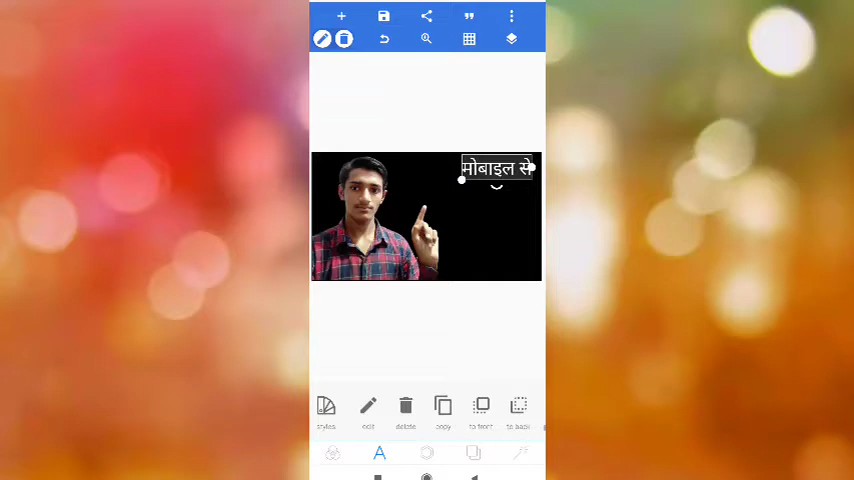 मोबाइल से
styles
edit
delete
copy
to front
to back